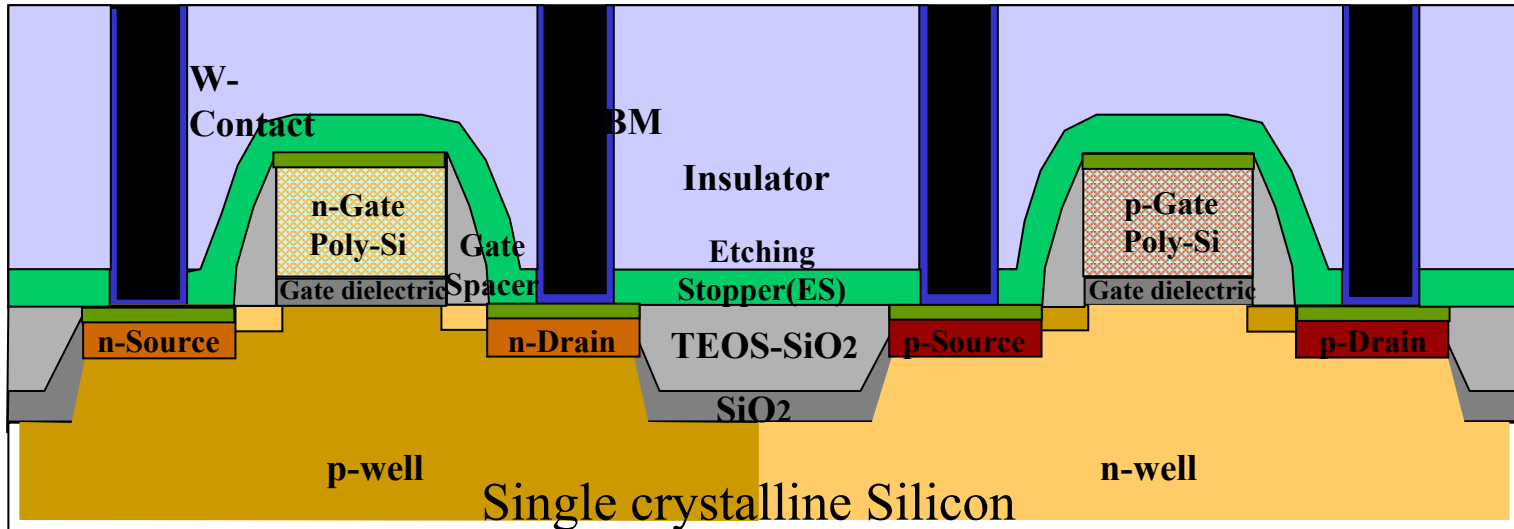 W-
Contact
BM
Insulator
n-Gate
Poly-Si
p-Gate
Poly-Si
Gate
Spacer
Etching
Stopper(ES)
Gate dielectric
Gate dielectric
n-Source
n-Drain
TEOS-SiO2
p-Source
p-Drain
SiO2
p-well
n-well
Single crystalline Silicon